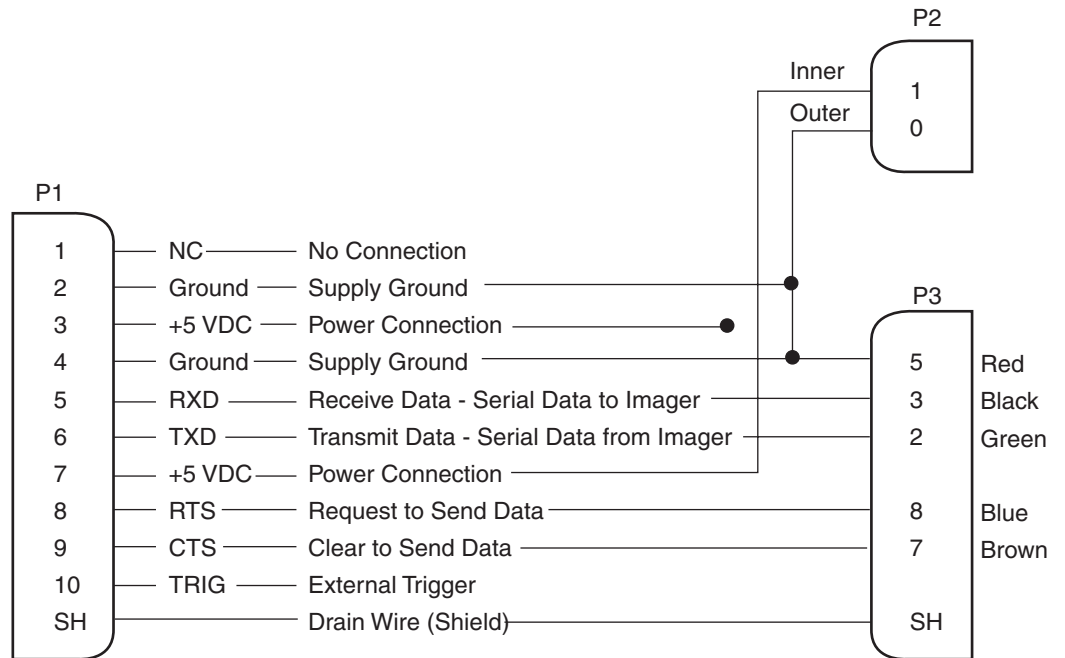 P2
Inner 1
Outer 0
P1
1 NC No Connection
2 Ground Supply Ground
P3
3 +5 VDC Power Connection
4 Ground Supply Ground 5 Red
5 RXD Receive Data - Serial Data to Imager 3 Black
6 TXD Transmit Data - Serial Data from Imager 2 Green
7 +5 VDC Power Connection
8 RTS Request to Send Data 8 Blue
9 CTS Clear to Send Data 7 Brown
10 TRIG External Trigger
SH Drain Wire (Shield) SH